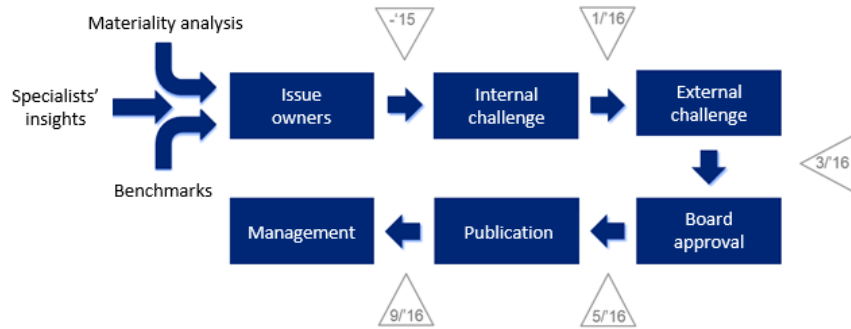 Materiality analysis
-'15
1/'16
Specialists'
insights
Issue
owners
Internal
challenge
External
challenge
Benchmarks
3/'16
Management
Publication
Board
approval
9/'16
5/'16